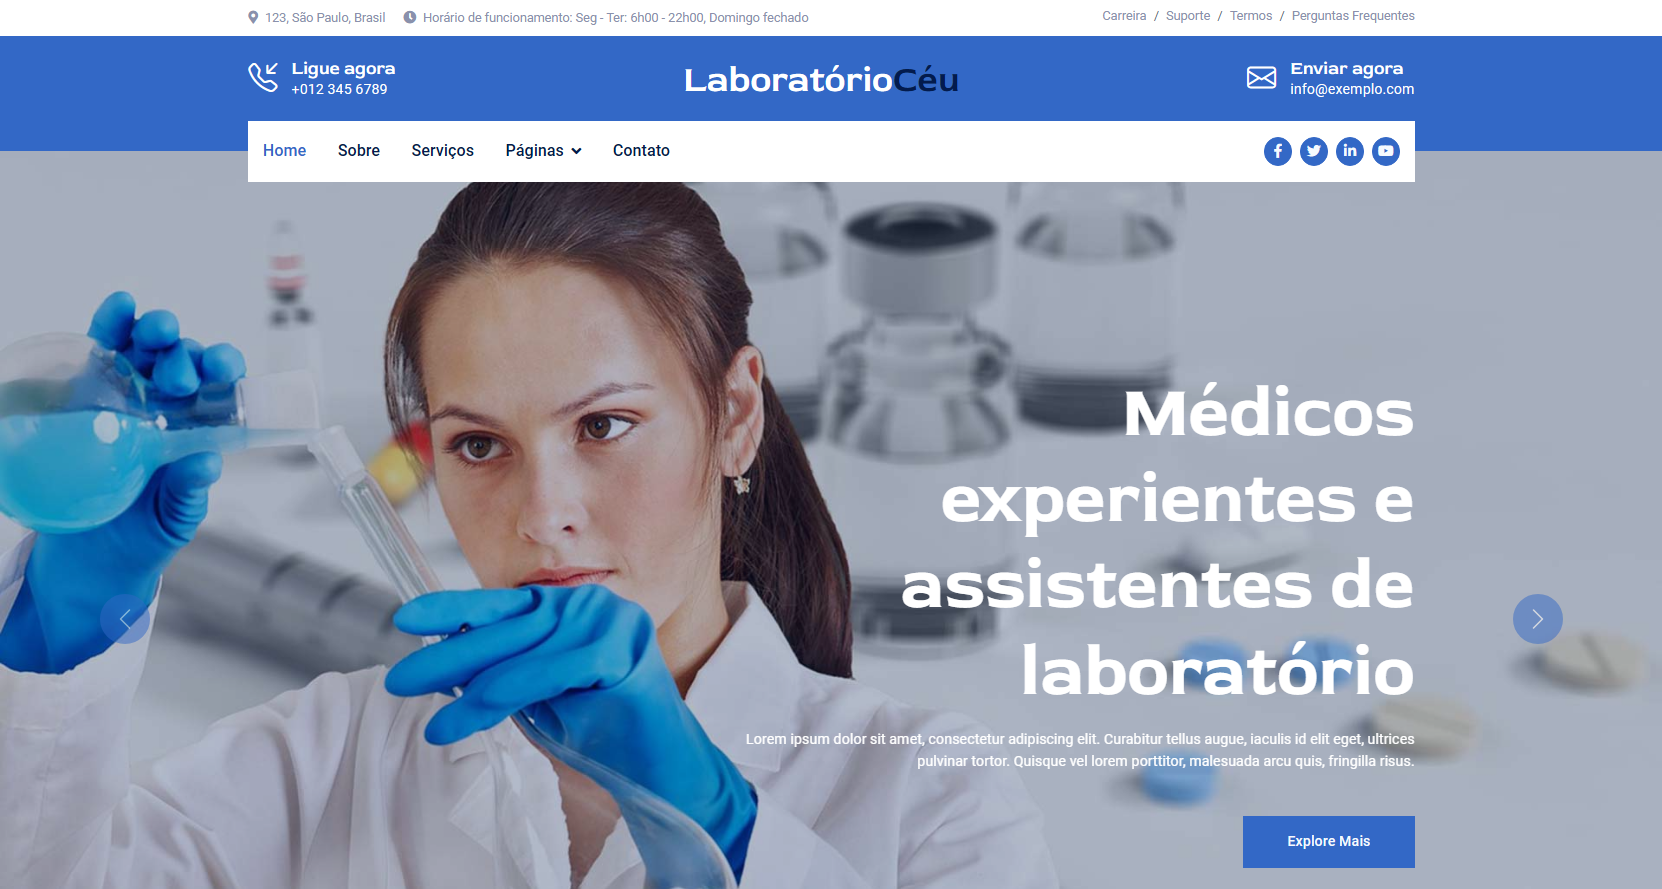 123, São Paulo, Brasil
Horário de funcionamento: Seg - Ter: 6h00 - 22h00, Domingo fechado
Carreira / Suporte / Termos / Perguntas Frequentes
Ligue agora
+012 345 6789
LaboratórioCéu
Enviar agora
info@exemplo.com
Home
Sobre
Serviços
Páginas
Contato
Médicos
experientes e
assistentes de
laboratório
Lorem ipsum dolor sit amet, consectetur adipiscing elit. Curabitur tellus augue, iaculis id elit eget, ultrices
pulvinar tortor. Quisque vel lorem porttitor, malesuada arcu quis, fringilla risus.
Explore Mais